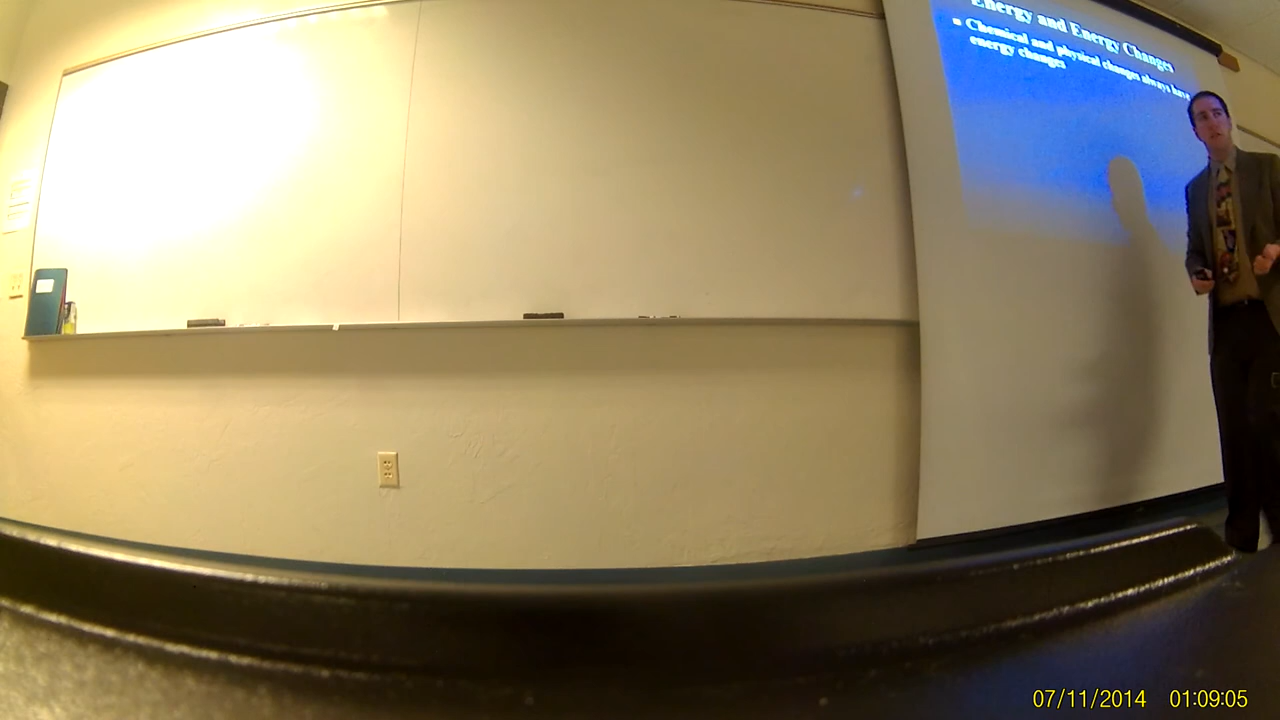 Energy and Energy Changes
Chemical and physical changes always have
energy changes
07/11/2014 01:09:05